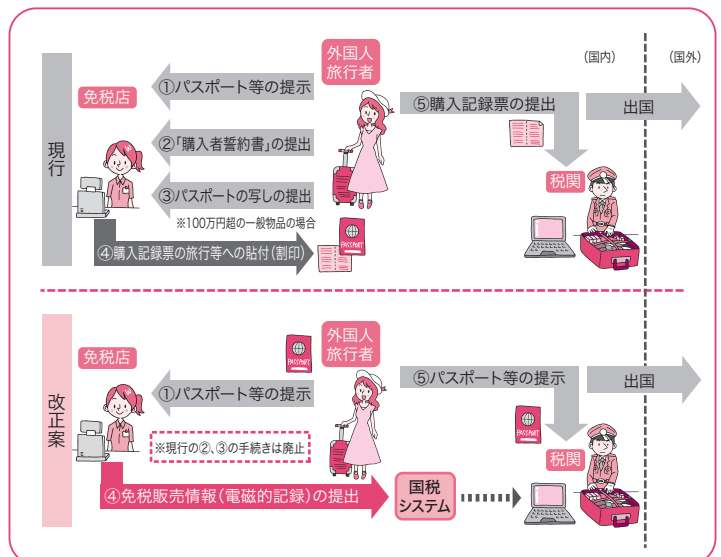 現行
免税店
外国人
旅行者
(国内)
(国外)
①パスポート等の提示
②「購入者誓約書」の提出
③パスポートの写しの提出
※100万円超の一般物品の場合
④購入記録票の旅行等への貼付(割印)
PASSPORT
⑤購入記録票の提出
出国
税関
改正案
免税店
外国人
旅行者
PASSPORT
①パスポート等の提示
※現行の②、③の手続きは廃止
④免税販売情報(電磁的記録)の提出
国税
システム
⑤パスポート等の提示
出国
PASSPORT
税関